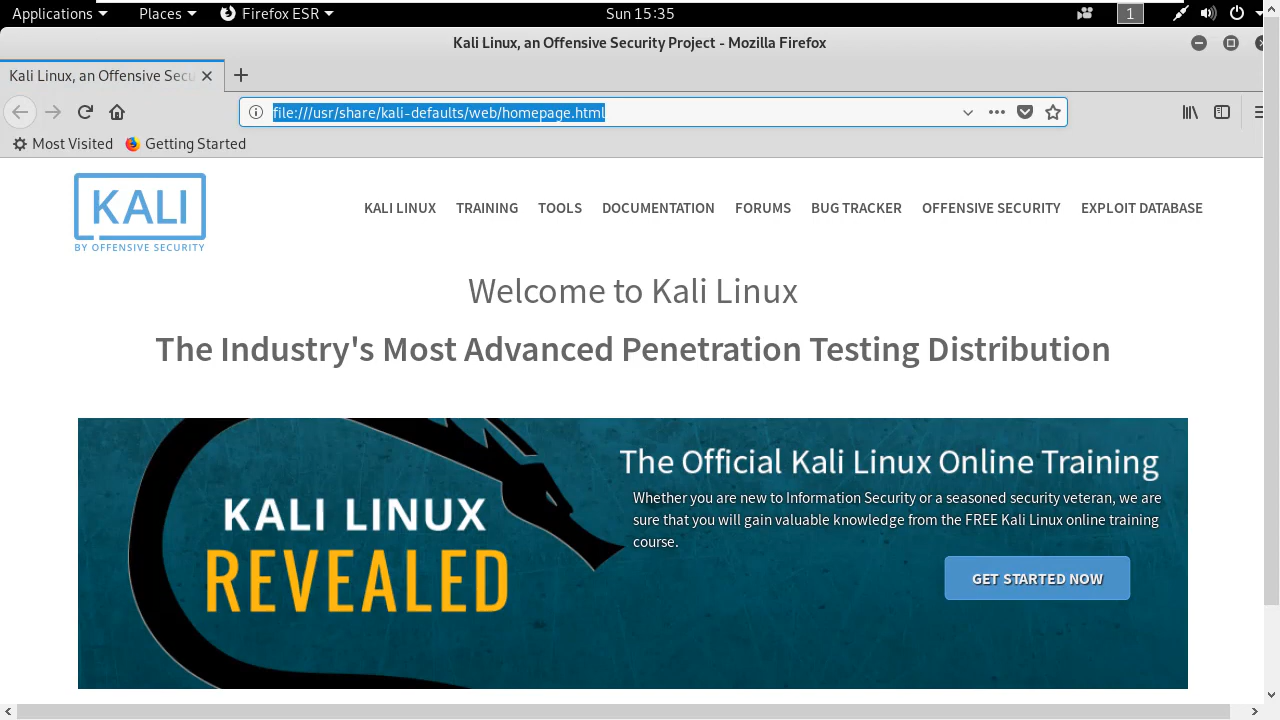 Applications Places Firefox ESR Sun 15:35 1
Kali Linux, an Offensive Security Project - Mozilla Firefox
Kali Linux, an Offensive Secu
file:///usr/share/kali-defaults/web/homepage.html
Most Visited Getting Started
KALI
BY OFFENSIVE SECURITY
KALI LINUX TRAINING TOOLS DOCUMENTATION FORUMS BUG TRACKER OFFENSIVE SECURITY EXPLOIT DATABASE
Welcome to Kali Linux
The Industry's Most Advanced Penetration Testing Distribution
KALI LINUX
REVEALED
The Official Kali Linux Online Training
Whether you are new to Information Security or a seasoned security veteran, we are
sure that you will gain valuable knowledge from the FREE Kali Linux online training
course.
GET STARTED NOW